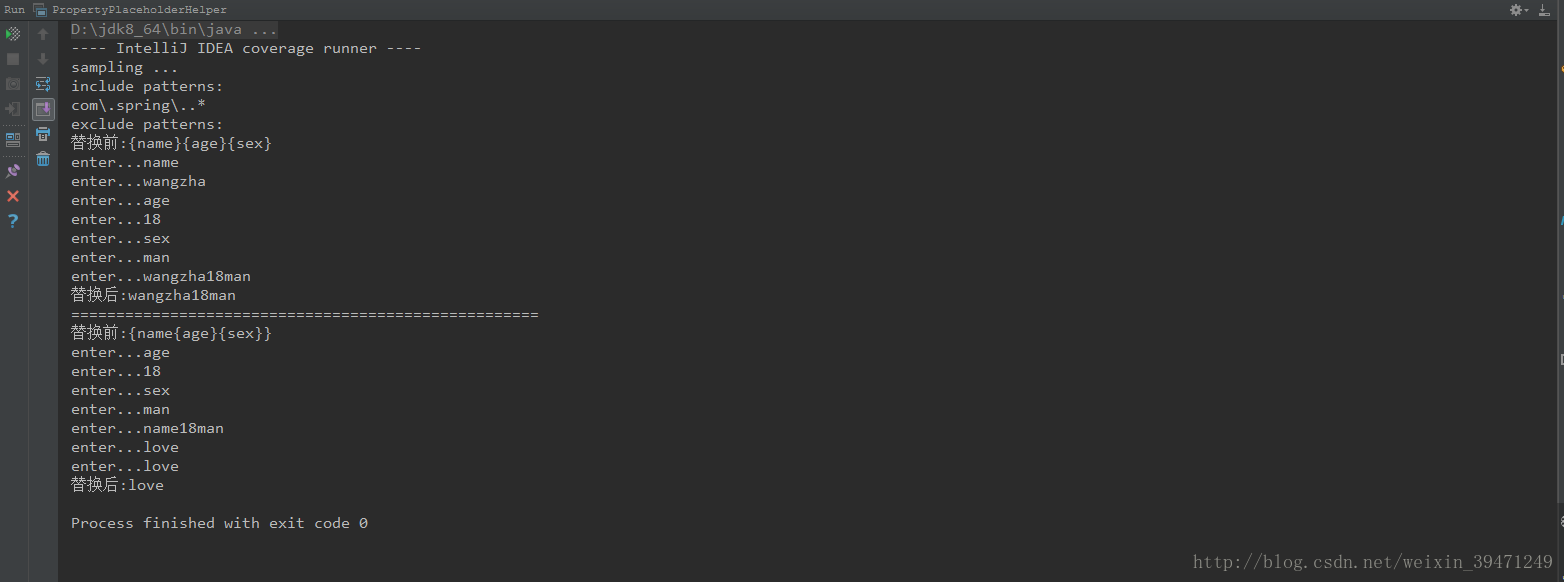 Run PropertyPlaceholderHelper
D:\jdk8_64\bin\java ...
---- IntelliJ IDEA coverage runner ----
sampling ...
include patterns:
com\.spring\..*
exclude patterns:
替换前:{name}{age}{sex}
enter...name
enter...wangzha
enter...age
enter...18
enter...sex
enter...man
enter...wangzha18man
替换后:wangzha18man
====================================================
替换前:{name{age}{sex}}
enter...age
enter...18
enter...sex
enter...man
enter...name18man
enter...love
enter...love
替换后:love
Process finished with exit code 0
http://blog.csdn.net/weixin_39471249